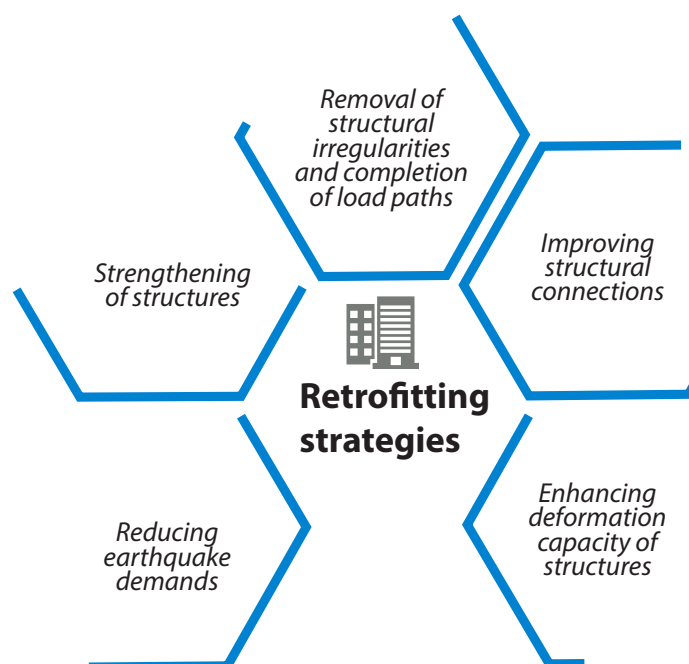 Removal of
structural
irregularities
and completion
of load paths
Strengthening
of structures
Improving
structural
connections
Retrofitting
strategies
Reducing
earthquake
demands
Enhancing
deformation
capacity of
structures